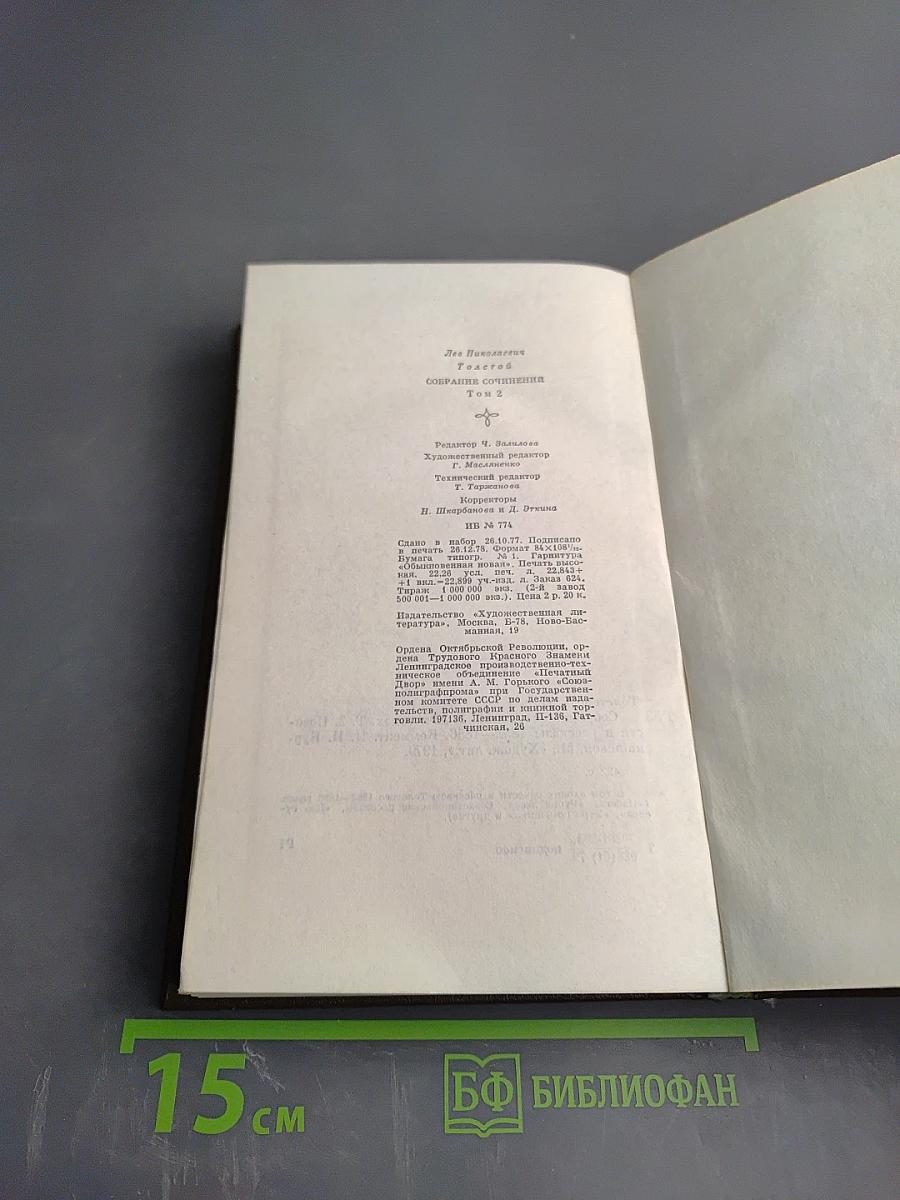 Лев Николаевич
Толстой
СОБРАНИЕ СОЧИНЕНИЙ
Том 2
Редактор Ч. Залилова
Художественный редактор
Г. Масляненко
Технический редактор
Т. Таржанова
Корректоры
Н. Шкарбанова и Д. Эткина
ИБ № 774
Сдано в набор 26.10.77. Подписано
в печать 26.12.78. Формат 84×108¹/₃₂.
Бумага типогр. № 1. Гарнитура
«Обыкновенная новая». Печать высо-
кая. 22,26 усл. печ. л. 22,843+
+1 вкл.=22,899 уч.-изд. л. Заказ 624.
Тираж 1 000 000 экз. (2-й завод
500 001—1 000 000 экз.). Цена 2 р. 20 к.
Издательство «Художественная ли-
тература», Москва, Б-78, Ново-Бас-
манная, 19
Ордена Октябрьской Революции, ор-
дена Трудового Красного Знамени
Ленинградское производственно-тех-
ническое объединение «Печатный
Двор» имени А. М. Горького «Союз-
полиграфпрома» при Государствен-
ном комитете СССР по делам изда-
тельств, полиграфии и книжной тор-
говли. 197136, Ленинград, П-136, Гат-
чинская, 26
15 см
БФ БИБЛИОФАН